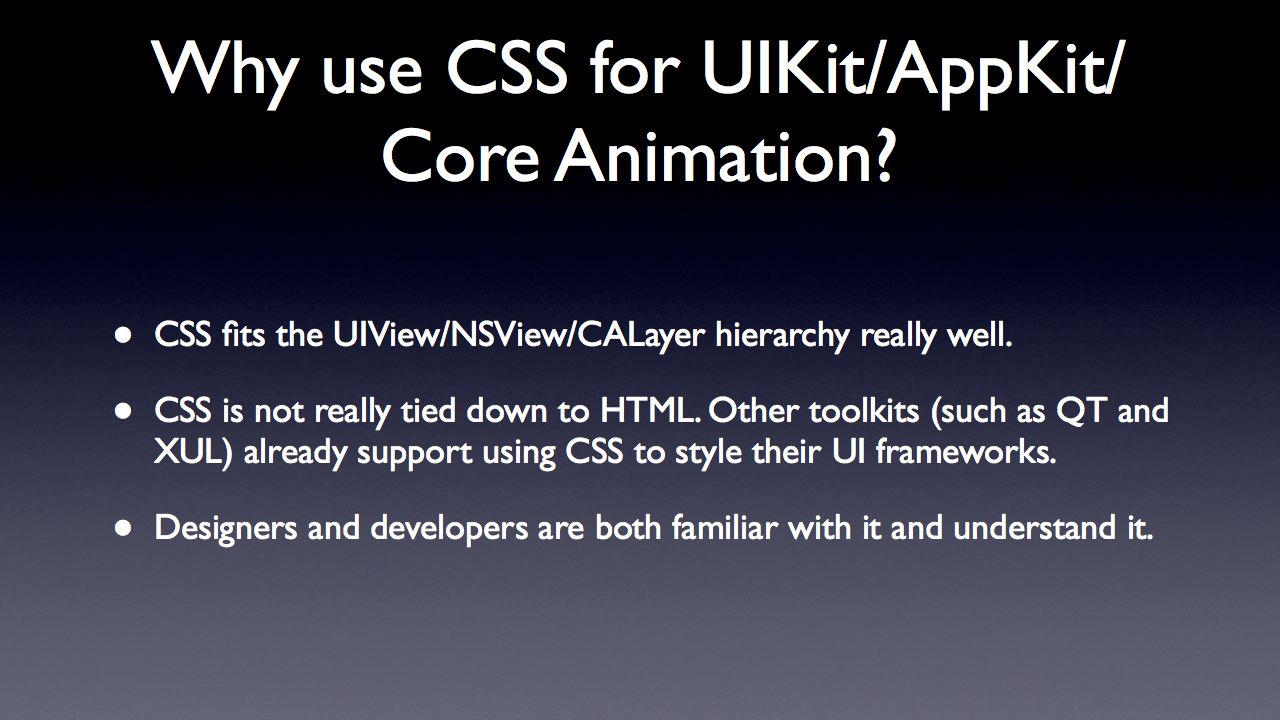 Why use CSS for UIKit/AppKit/
Core Animation?
• CSS fits the UIView/NSView/CALayer hierarchy really well.
• CSS is not really tied down to HTML. Other toolkits (such as QT and
XUL) already support using CSS to style their UI frameworks.
• Designers and developers are both familiar with it and understand it.